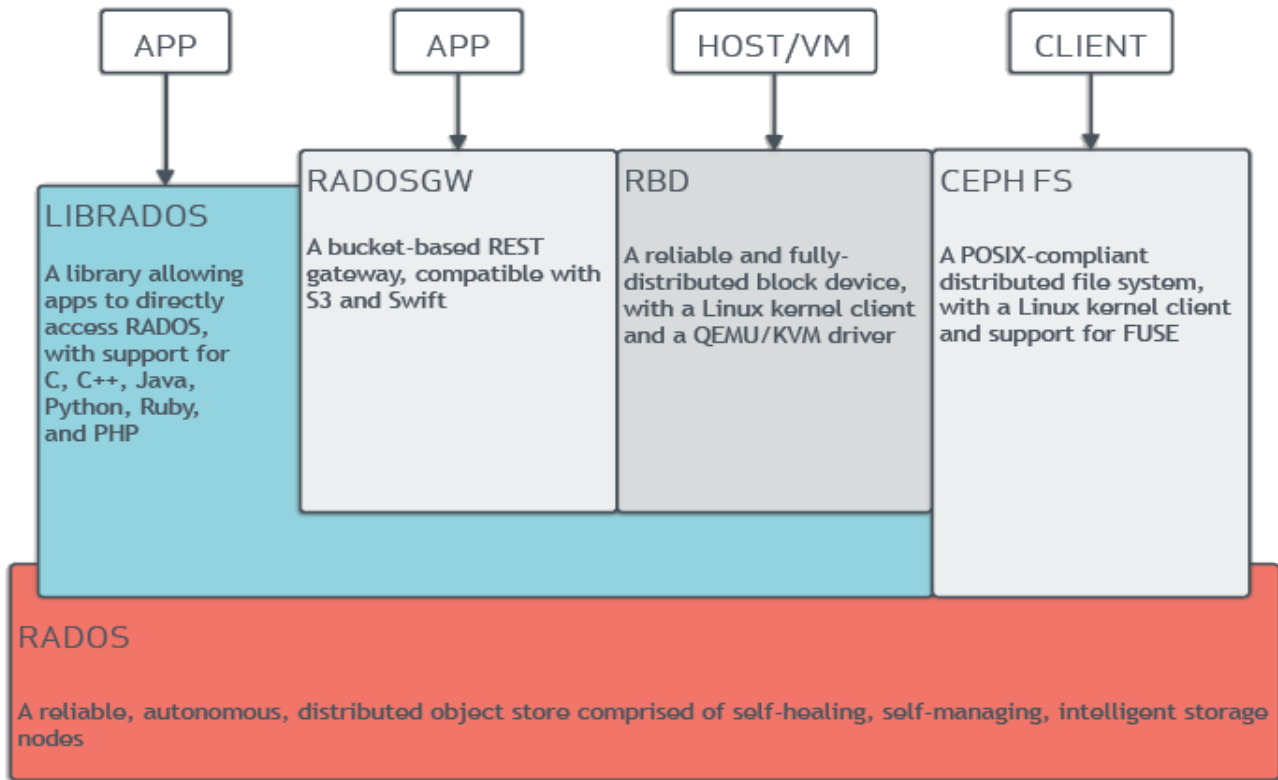 APP
APP
HOST/VM
CLIENT
LIBRADOS
A library allowing
apps to directly
access RADOS,
with support for
C, C++, Java,
Python, Ruby,
and PHP
RADOSGW
A bucket-based REST
gateway, compatible with
S3 and Swift
RBD
A reliable and fully-
distributed block device,
with a Linux kernel client
and a QEMU/KVM driver
CEPH FS
A POSIX-compliant
distributed file system,
with a Linux kernel client
and support for FUSE
RADOS
A reliable, autonomous, distributed object store comprised of self-healing, self-managing, intelligent storage
nodes